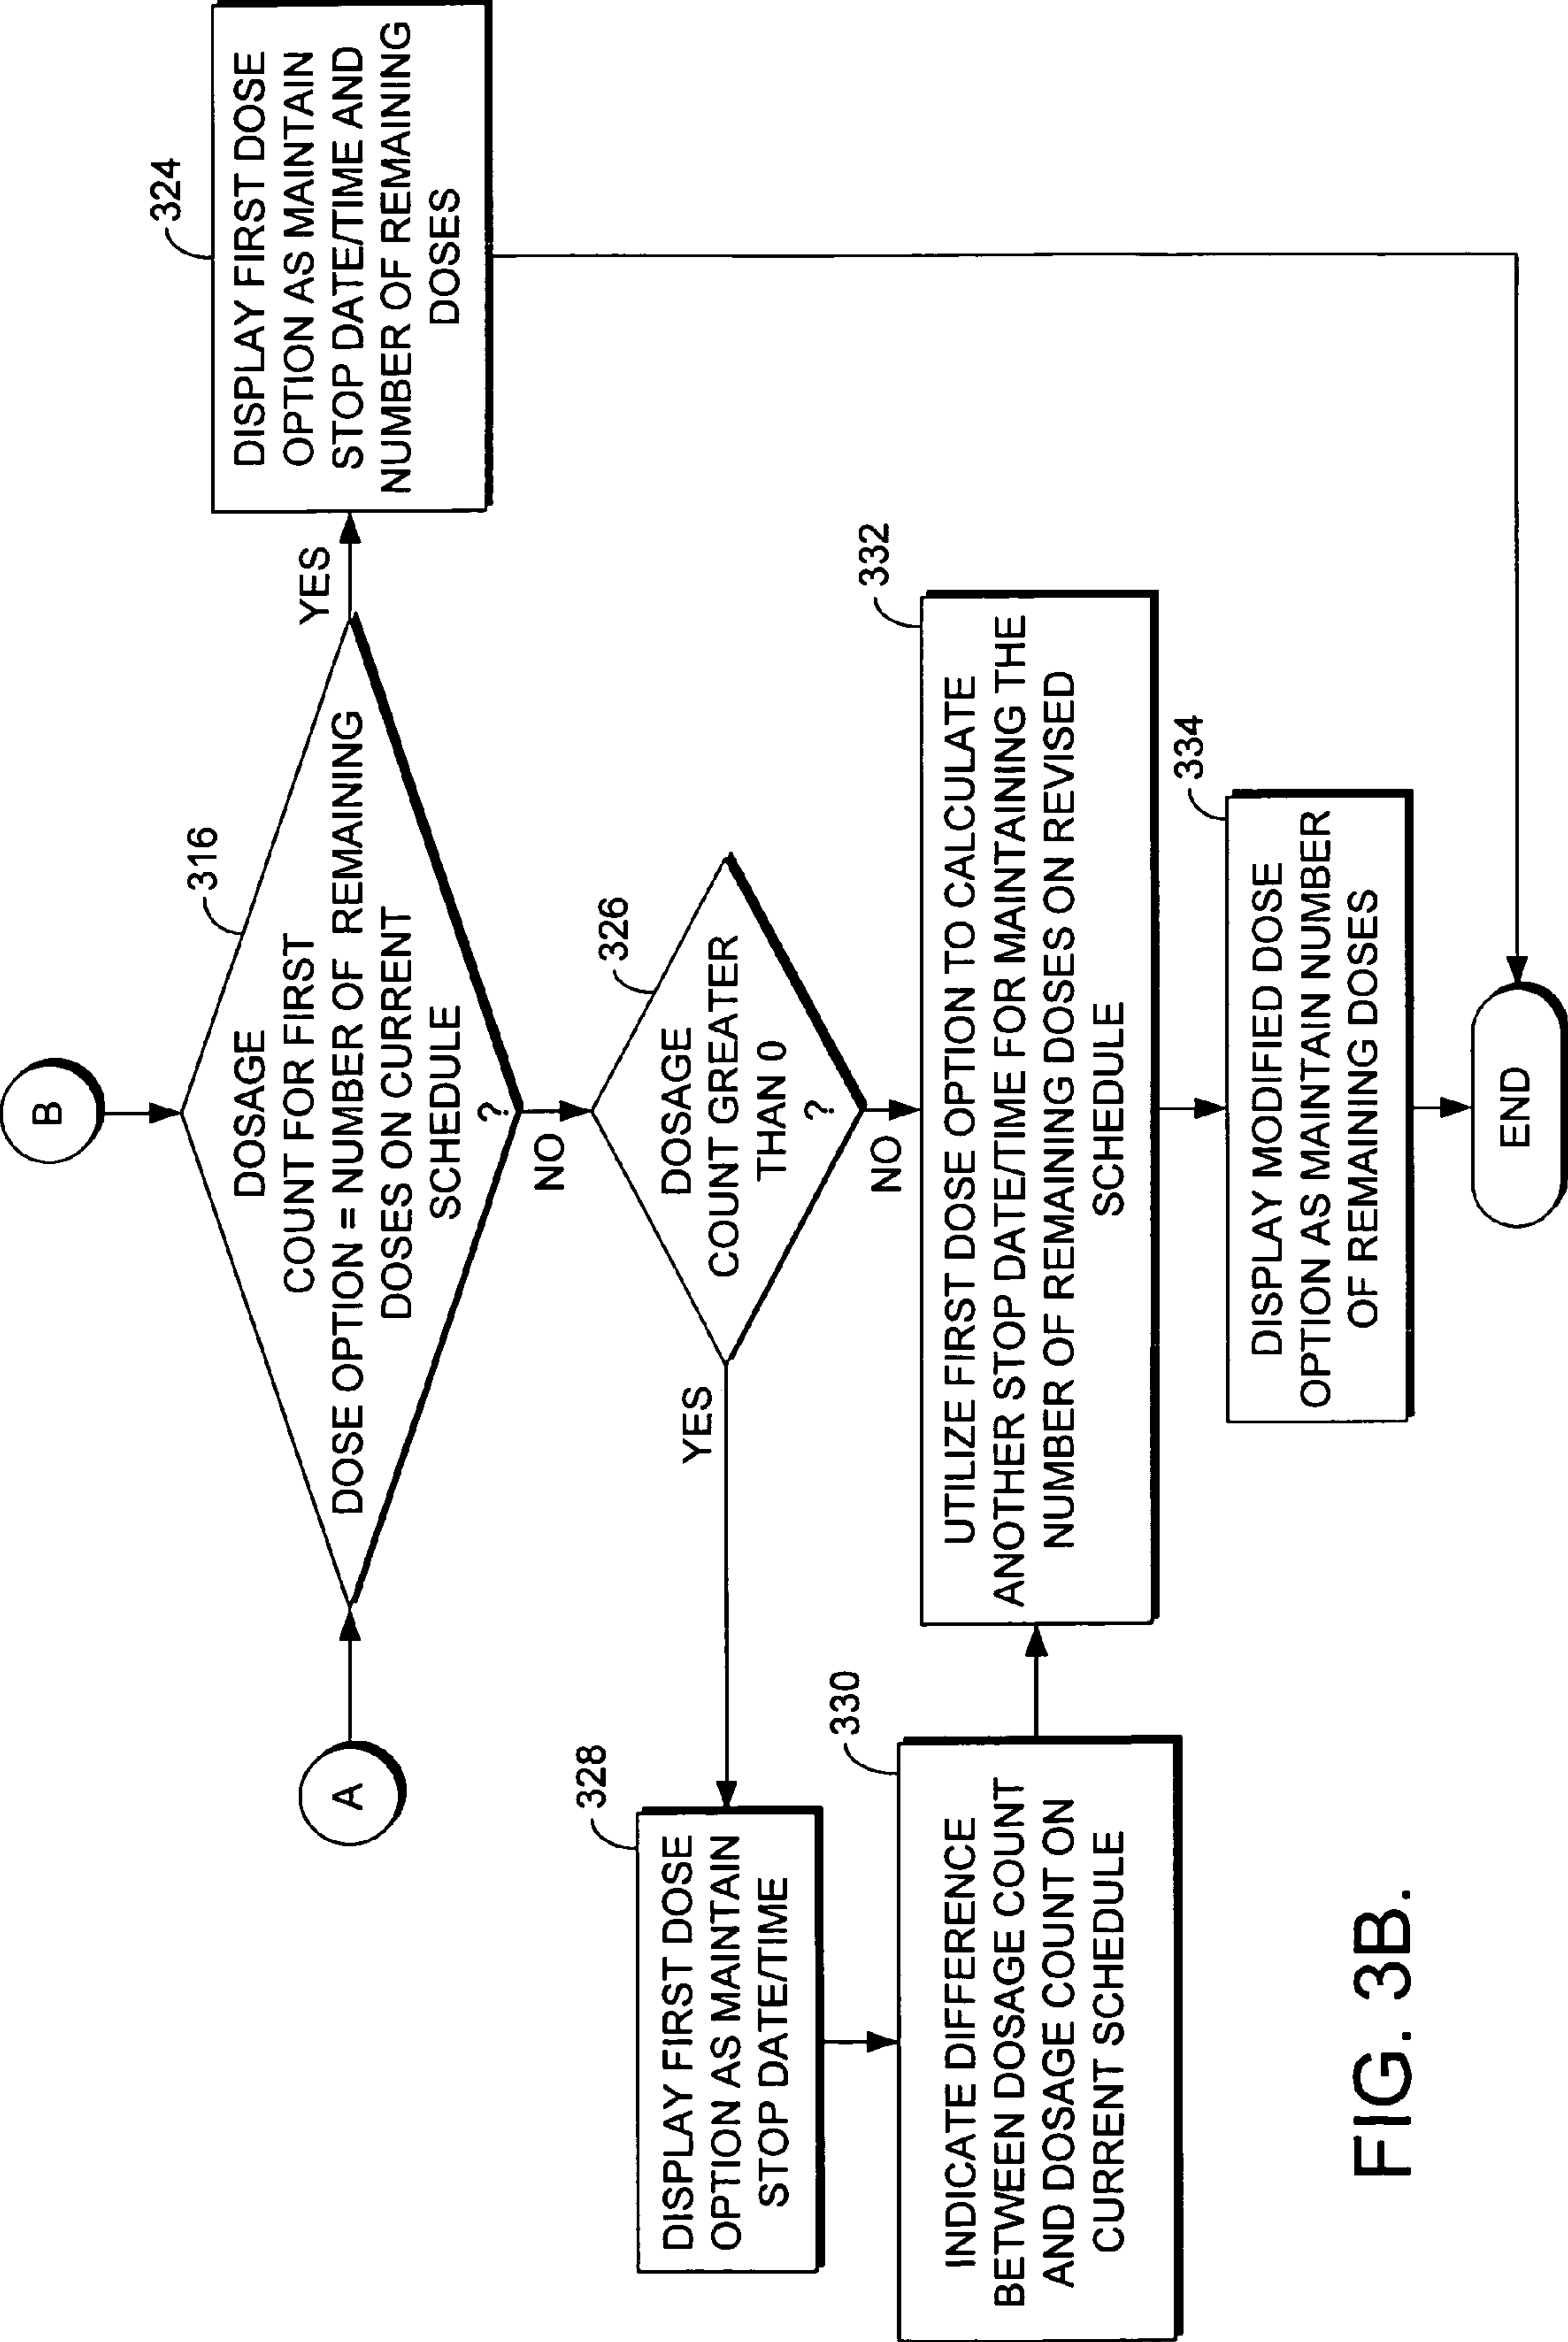 B
316
DOSAGE
COUNT FOR FIRST
DOSE OPTION = NUMBER OF REMAINING
DOSES ON CURRENT
SCHEDULE
?
A
YES
324
DISPLAY FIRST DOSE
OPTION AS MAINTAIN
STOP DATE/TIME AND
NUMBER OF REMAINING
DOSES
NO
326
DOSAGE
COUNT GREATER
THAN 0
?
YES
328
DISPLAY FIRST DOSE
OPTION AS MAINTAIN
STOP DATE/TIME
NO
330
INDICATE DIFFERENCE
BETWEEN DOSAGE COUNT
AND DOSAGE COUNT ON
CURRENT SCHEDULE
332
UTILIZE FIRST DOSE OPTION TO CALCULATE
ANOTHER STOP DATE/TIME FOR MAINTAINING THE
NUMBER OF REMAINING DOSES ON REVISED
SCHEDULE
334
DISPLAY MODIFIED DOSE
OPTION AS MAINTAIN NUMBER
OF REMAINING DOSES
END
FIG. 3B.